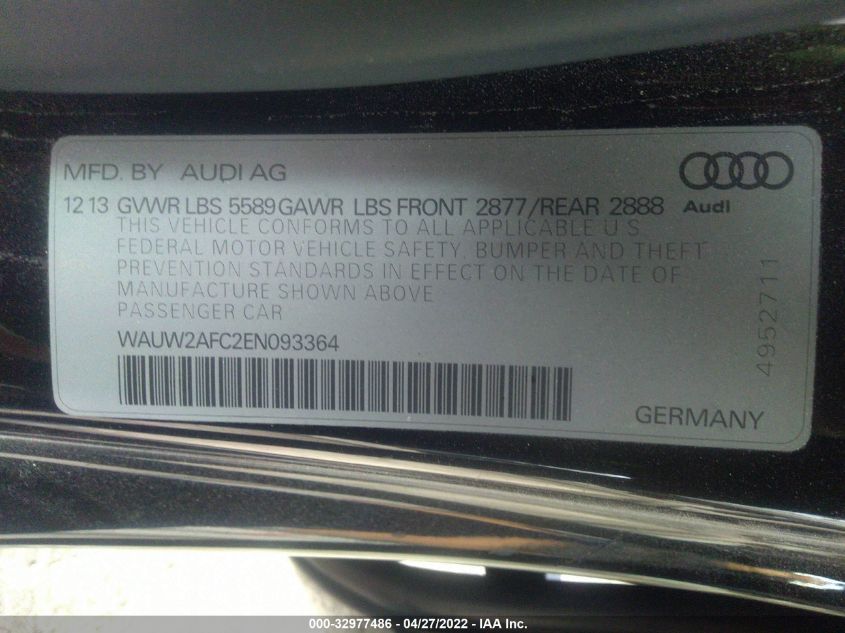 MFD. BY AUDI AG
12 13 GVWR LBS 5589 GAWR LBS FRONT 2877/REAR 2888
Audi
THIS VEHICLE CONFORMS TO ALL APPLICABLE U.S.
FEDERAL MOTOR VEHICLE SAFETY, BUMPER AND THEFT
PREVENTION STANDARDS IN EFFECT ON THE DATE OF
MANUFACTURE SHOWN ABOVE
PASSENGER CAR
WAUW2AFC2EN093364
4952711
GERMANY
000-32977486 - 04/27/2022 - IAA Inc.